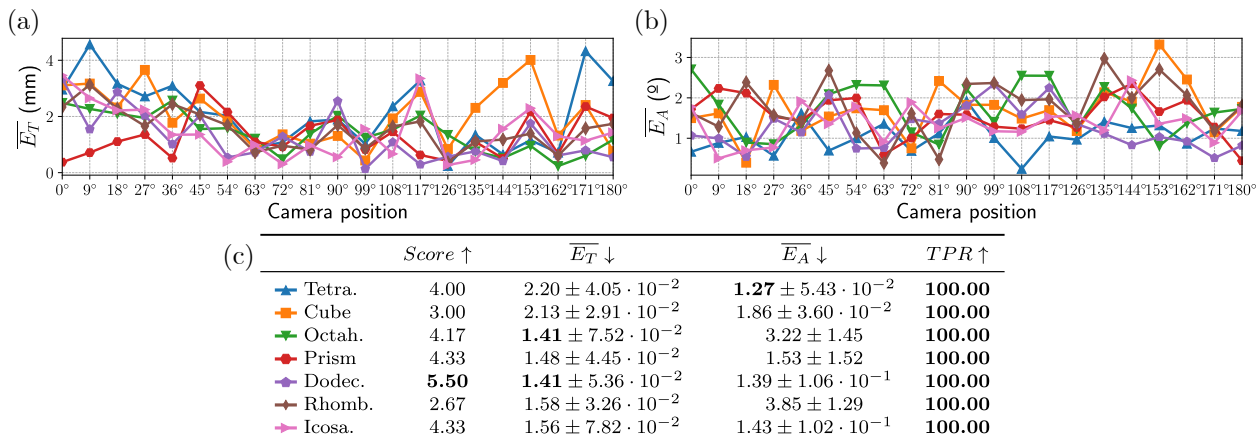 (a)
E_T (mm)
4
2
0
0° 9° 18° 27° 36° 45° 54° 63° 72° 81° 90° 99° 108° 117° 126° 135° 144° 153° 162° 171° 180°
Camera position
(b)
E_A (º)
3
2
1
0° 9° 18° 27° 36° 45° 54° 63° 72° 81° 90° 99° 108° 117° 126° 135° 144° 153° 162° 171° 180°
Camera position
(c)
Score ↑ E_T ↓ E_A ↓ TPR ↑
Tetra. 4.00 2.20 ± 4.05 · 10⁻² 1.27 ± 5.43 · 10⁻² 100.00
Cube 3.00 2.13 ± 2.91 · 10⁻² 1.86 ± 3.60 · 10⁻² 100.00
Octah. 4.17 1.41 ± 7.52 · 10⁻² 3.22 ± 1.45 100.00
Prism 4.33 1.48 ± 4.45 · 10⁻² 1.53 ± 1.52 100.00
Dodec. 5.50 1.41 ± 5.36 · 10⁻² 1.39 ± 1.06 · 10⁻¹ 100.00
Rhomb. 2.67 1.58 ± 3.26 · 10⁻² 3.85 ± 1.29 100.00
Icosa. 4.33 1.56 ± 7.82 · 10⁻² 1.43 ± 1.02 · 10⁻¹ 100.00